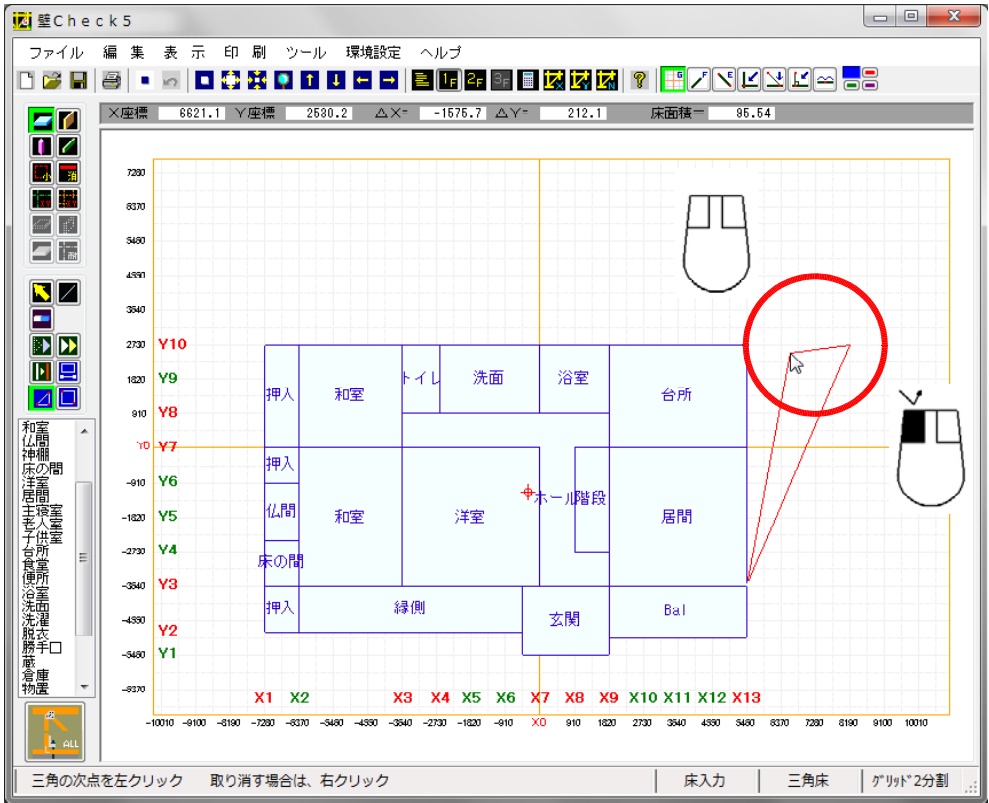 壁Check5
ファイル 編集 表示 印刷 ツール 環境設定 ヘルプ
1F 2F 3F
X座標 6621.1 Y座標 2530.2 △X= -1575.7 △Y= 212.1 床面積= 95.54
7280
6370
5460
4550
3640
2730 Y10
1820 Y9
910 Y8
Y0 Y7
-910 Y6
-1820 Y5
-2730 Y4
-3640 Y3
-4550 Y2
-5460 Y1
-6370
押入 和室 トイレ 洗面 浴室 台所
押入
仏間 和室 洋室 ホール 階段 居間
床の間
押入 縁側 玄関 Bal
X1 X2 X3 X4 X5 X6 X7 X8 X9 X10 X11 X12 X13
-10010 -9100 -8190 -7280 -6370 -5460 -4550 -3640 -2730 -1820 -910 X0 910 1820 2730 3640 4550 5460 6370 7280 8190 9100 10010
和室
仏間
神棚
床の間
洋室
居間
主寝室
老人室
子供室
台所
食堂
便所
浴室
洗面
洗濯
脱衣
勝手口
蔵
倉庫
物置
ALL
三角の次点を左クリック 取り消す場合は、右クリック 床入力 三角床 ｸﾞﾘｯﾄﾞ2分割